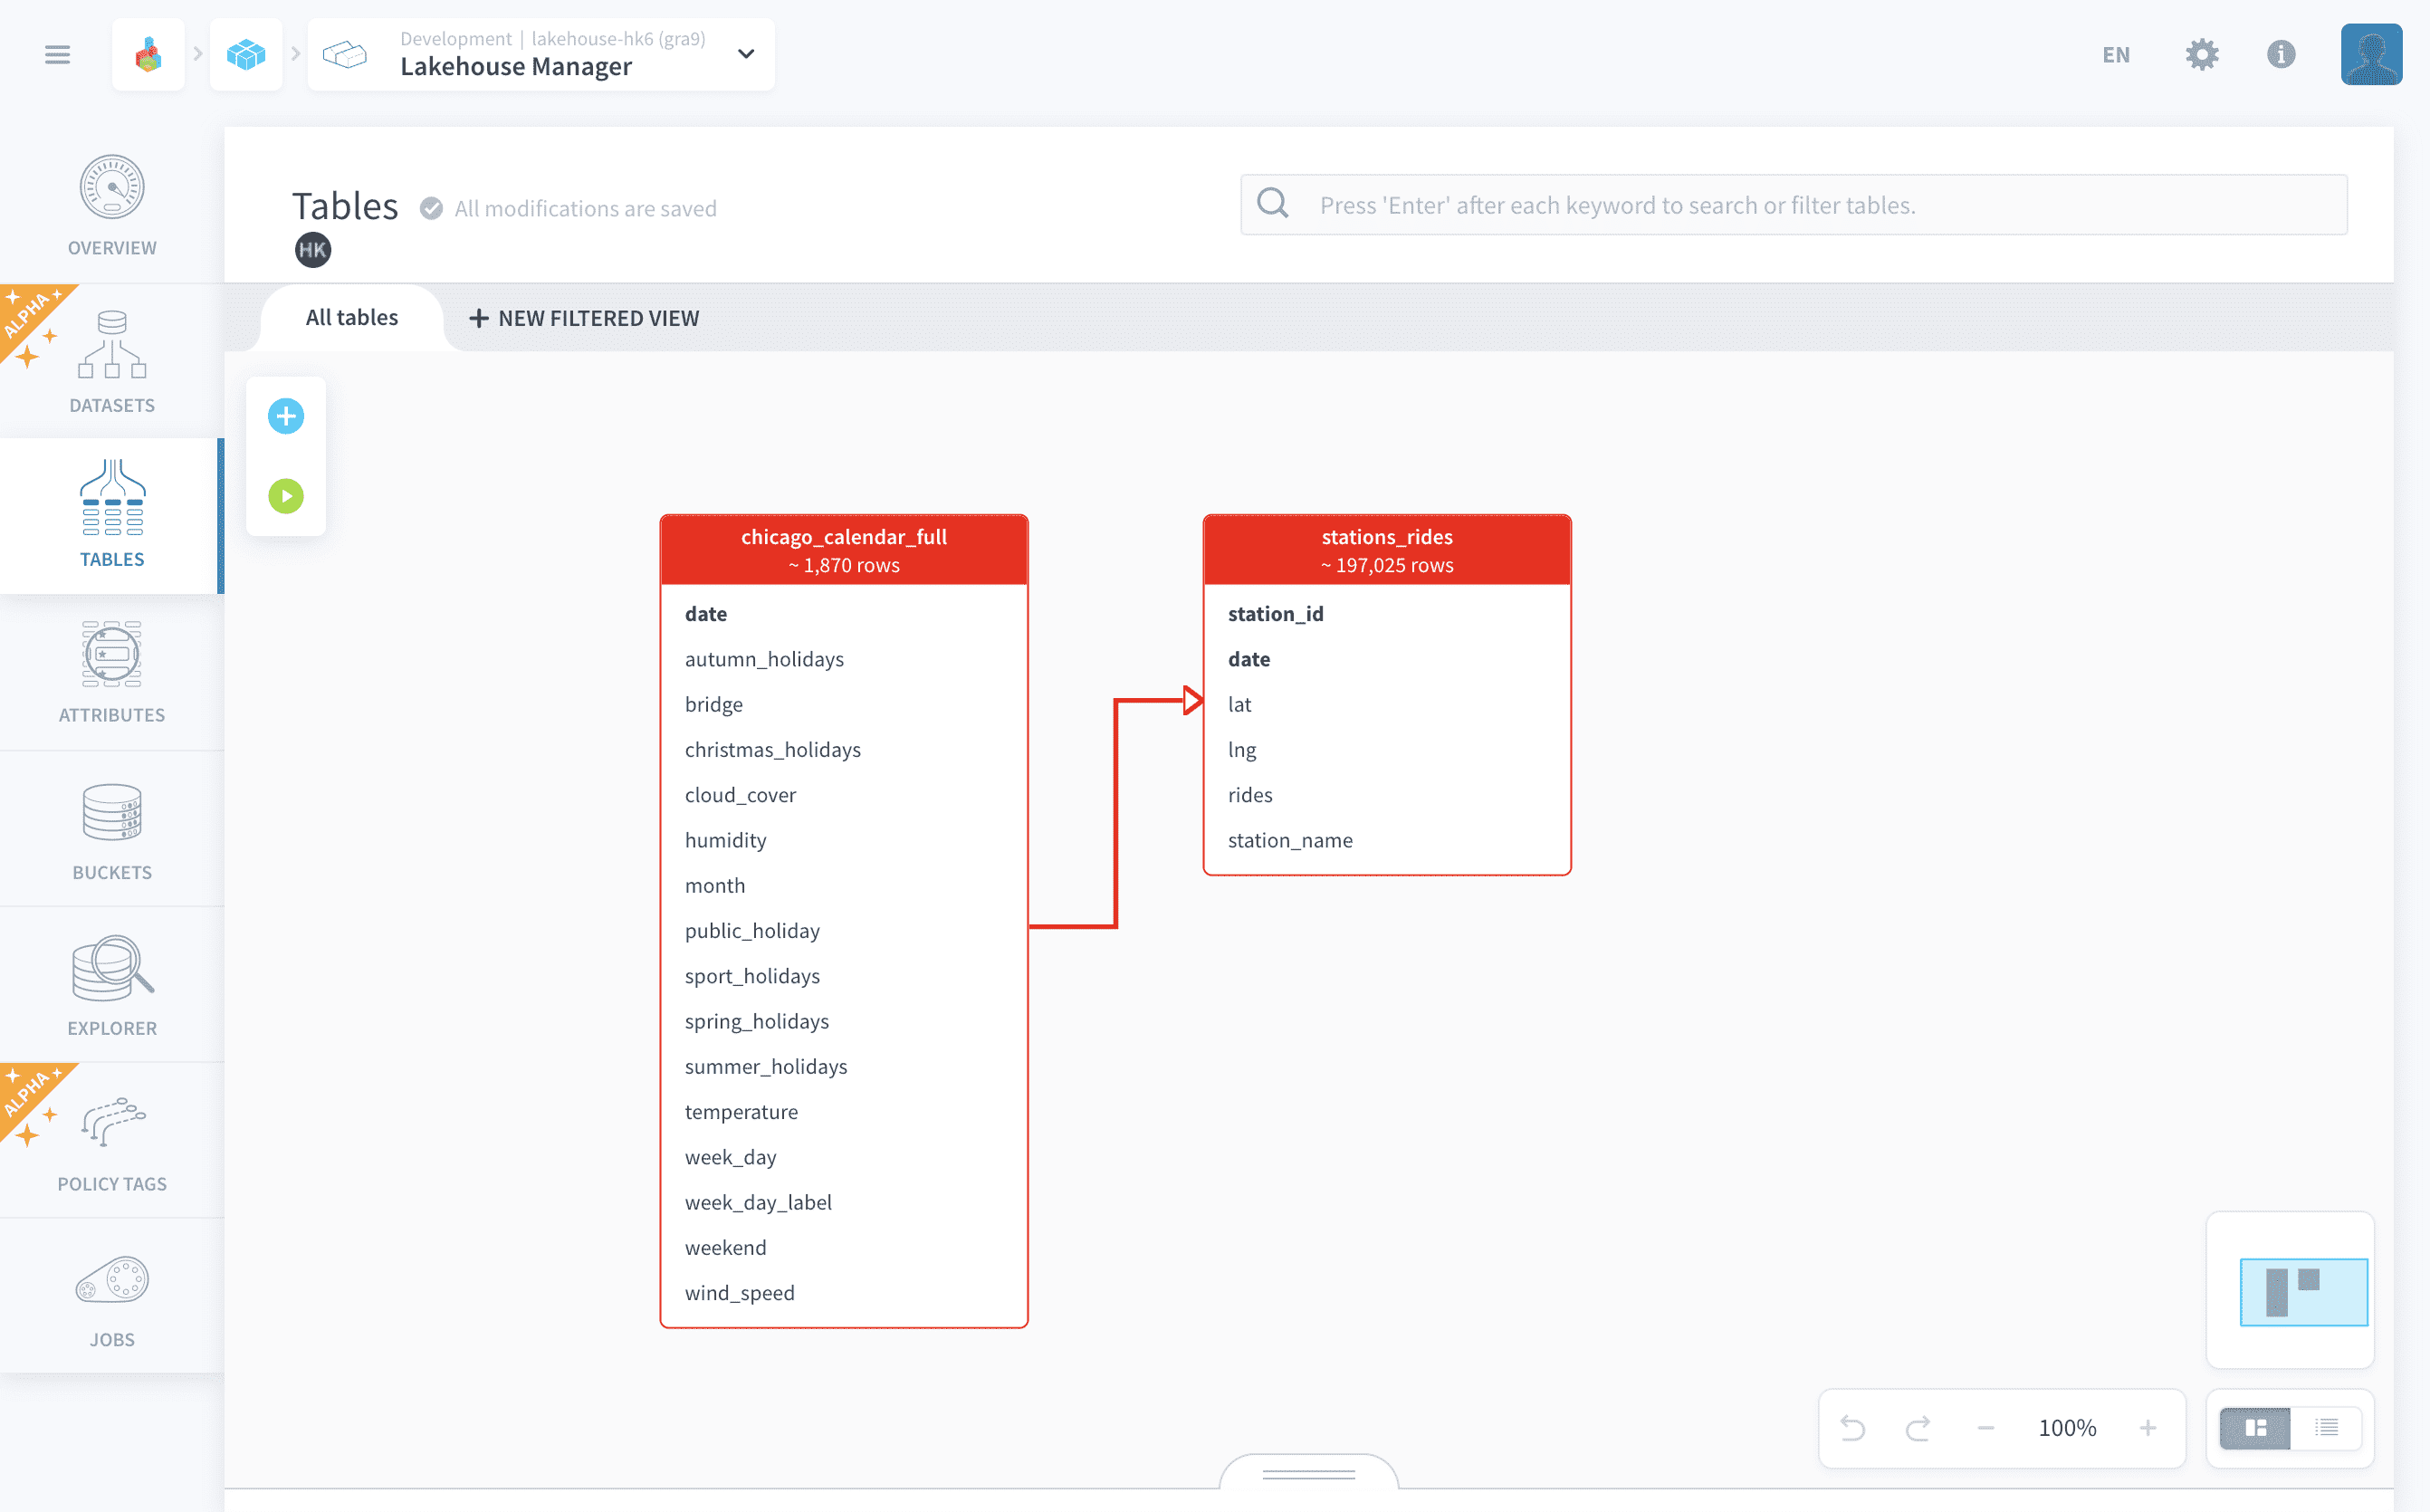 Development | lakehouse-hk6 (gra9)
Lakehouse Manager
EN
OVERVIEW
ALPHA
DATASETS
TABLES
ATTRIBUTES
BUCKETS
EXPLORER
ALPHA
POLICY TAGS
JOBS
Tables
All modifications are saved
HK
Press 'Enter' after each keyword to search or filter tables.
All tables
+ NEW FILTERED VIEW
chicago_calendar_full
~ 1,870 rows
date
autumn_holidays
bridge
christmas_holidays
cloud_cover
humidity
month
public_holiday
sport_holidays
spring_holidays
summer_holidays
temperature
week_day
week_day_label
weekend
wind_speed
stations_rides
~ 197,025 rows
station_id
date
lat
lng
rides
station_name
100%